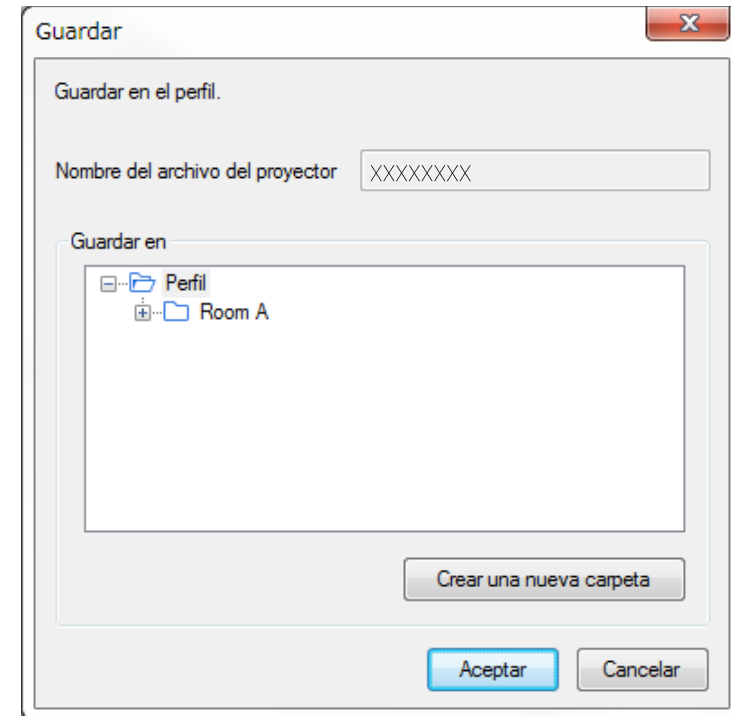 Guardar
Guardar en el perfil.
Nombre del archivo del proyector XXXXXXXX
Guardar en
Perfil
Room A
Crear una nueva carpeta
Aceptar Cancelar